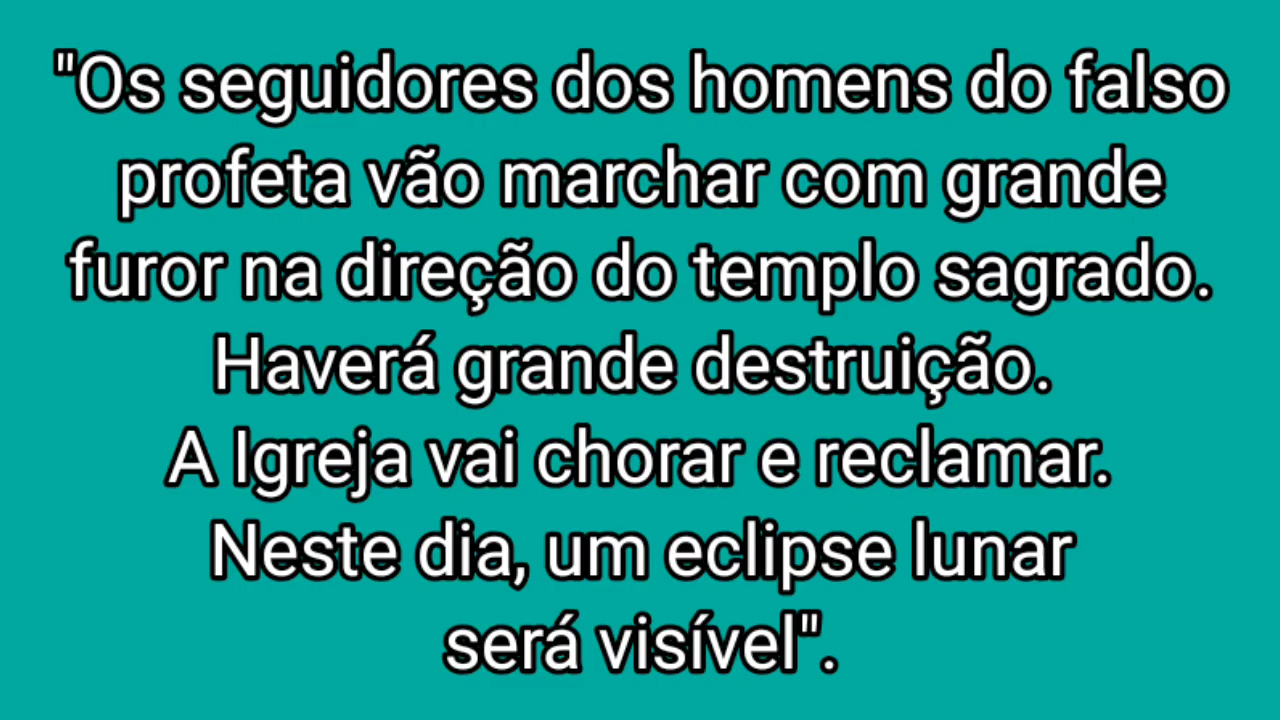 "Os seguidores dos homens do falso
profeta vão marchar com grande
furor na direção do templo sagrado.
Haverá grande destruição.
A Igreja vai chorar e reclamar.
Neste dia, um eclipse lunar
será visível".